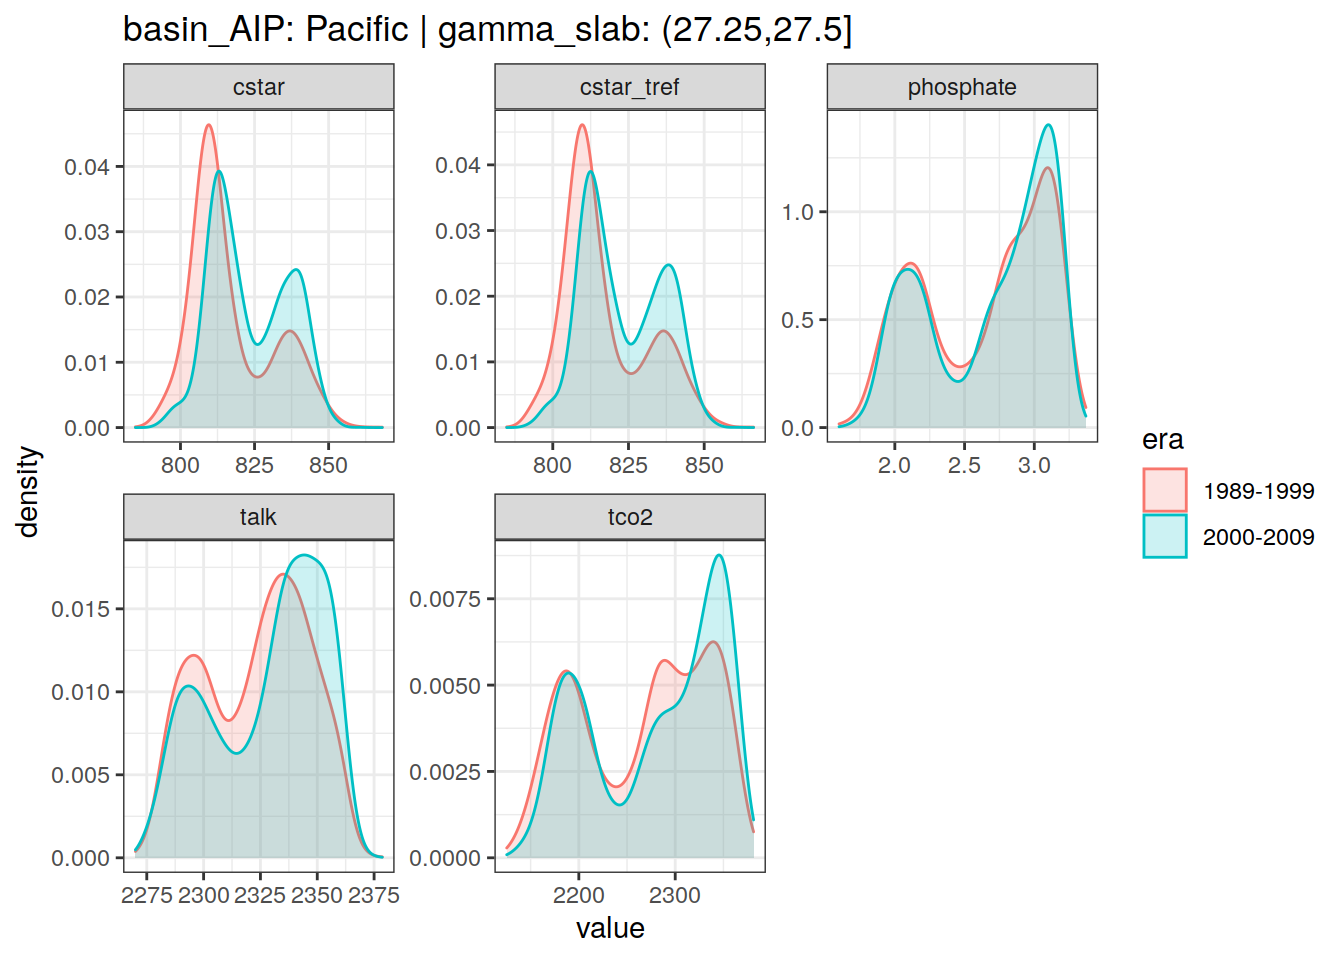 basin_AIP: Pacific | gamma_slab: (27.25,27.5]
cstar
cstar_tref
phosphate
0.04
0.03
0.02
0.01
0.00
800 825 850
0.04
0.03
0.02
0.01
0.00
800 825 850
1.0
0.5
0.0
2.0 2.5 3.0
density
era
1989-1999
2000-2009
talk
tco2
0.015
0.010
0.005
0.000
2275 2300 2325 2350 2375
0.0075
0.0050
0.0025
0.0000
2200 2300
value